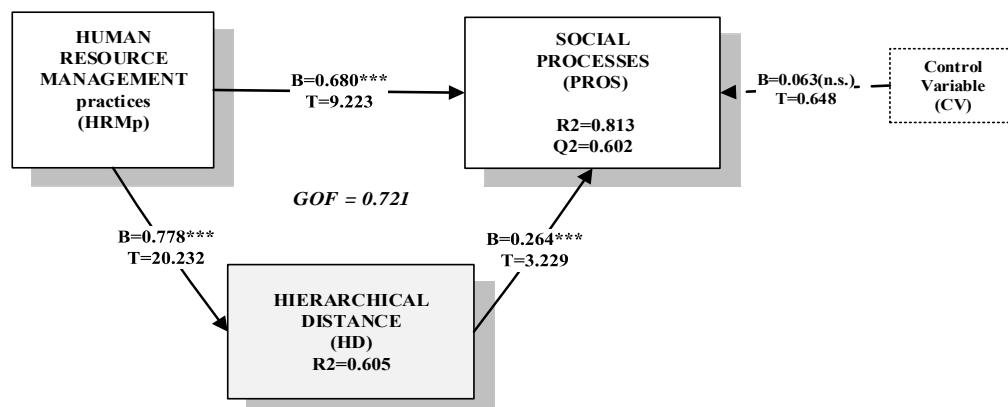 HUMAN
RESOURCE
MANAGEMENT
practices
(HRMp)
B=0.680***
T=9.223
SOCIAL
PROCESSES
(PROS)
R2=0.813
Q2=0.602
B=0.063(n.s.)
T=0.648
Control
Variable
(CV)
GOF = 0.721
B=0.778***
T=20.232
B=0.264***
T=3.229
HIERARCHICAL
DISTANCE
(HD)
R2=0.605